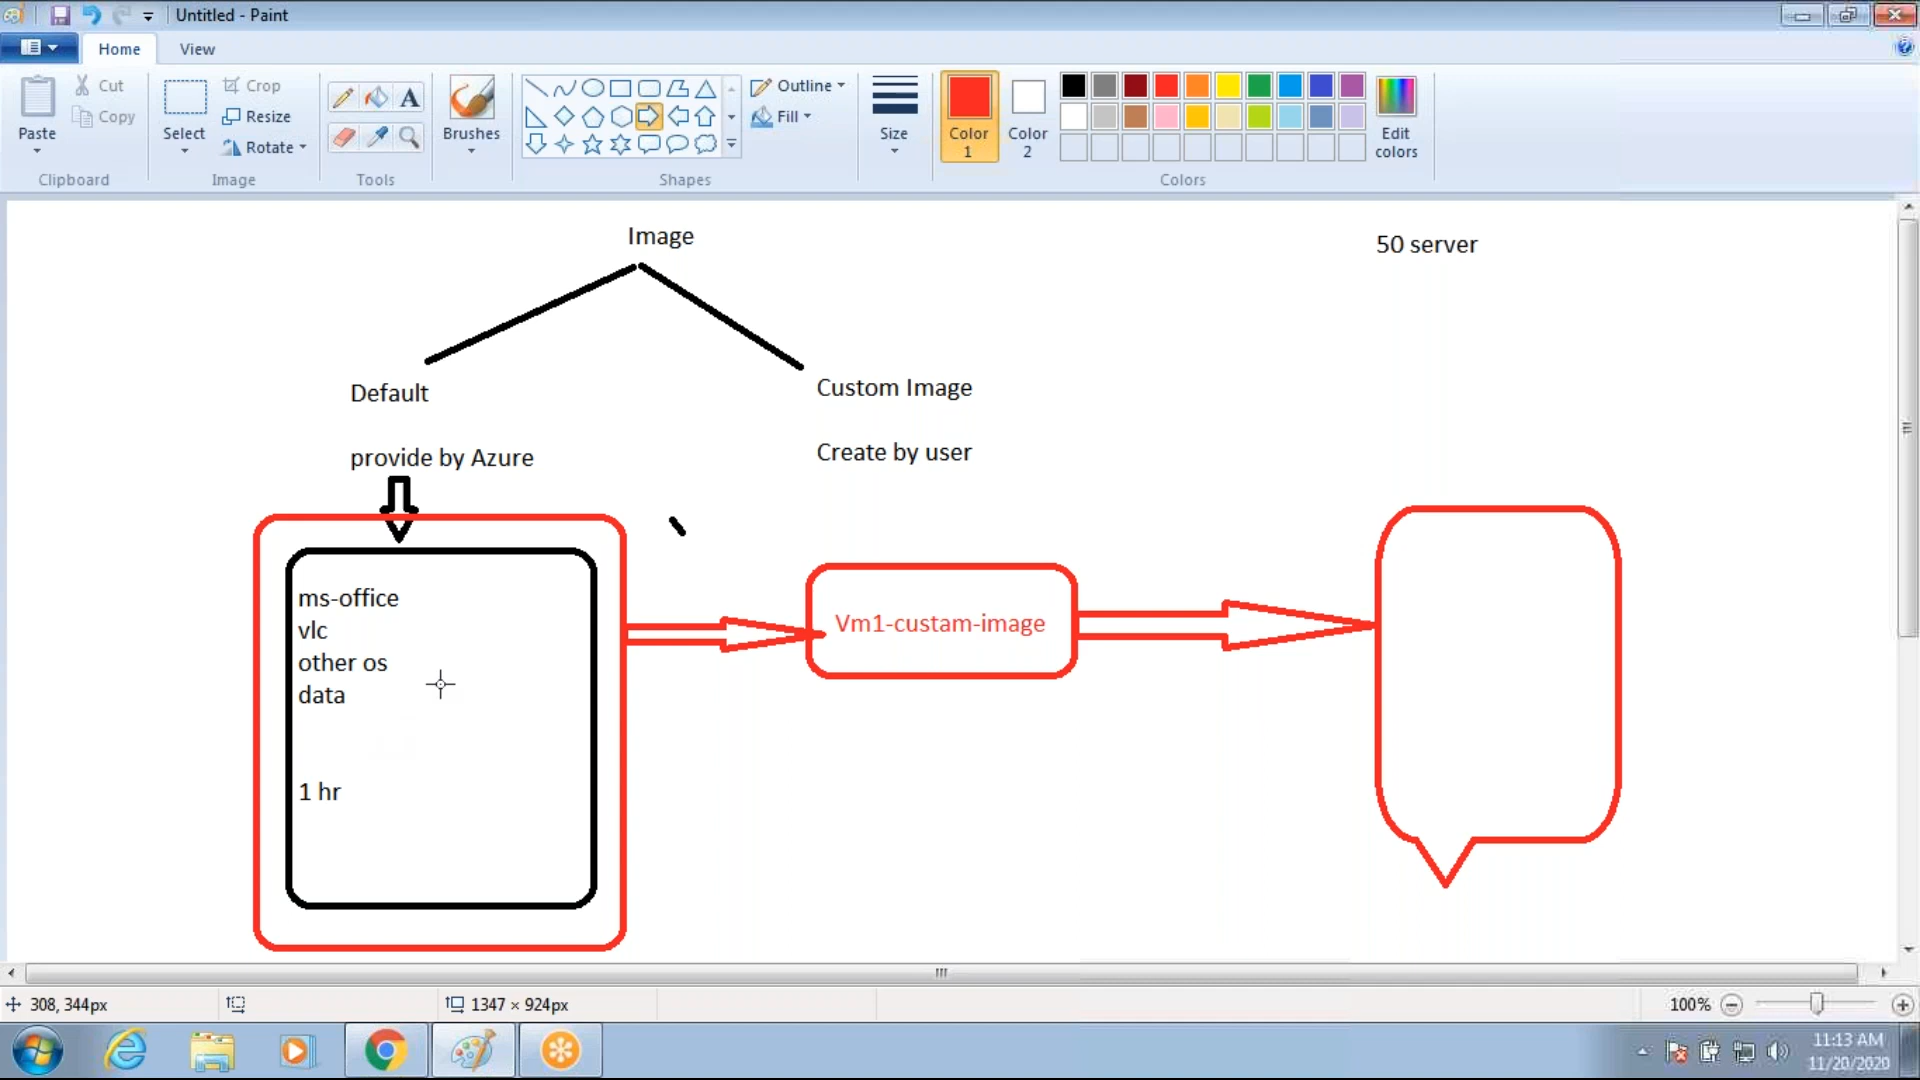 Untitled - Paint
Home
View
Paste
Cut
Copy
Clipboard
Select
Crop
Resize
Rotate
Image
Tools
Brushes
Shapes
Outline
Fill
Size
Color
1
Color
2
Edit
colors
Colors
Image
50 server
Default
Custom Image
provide by Azure
Create by user
ms-office
vlc
other os
data
1 hr
Vm1-custam-image
308, 344px
1347 × 924px
100%
11:13 AM
11/20/2020